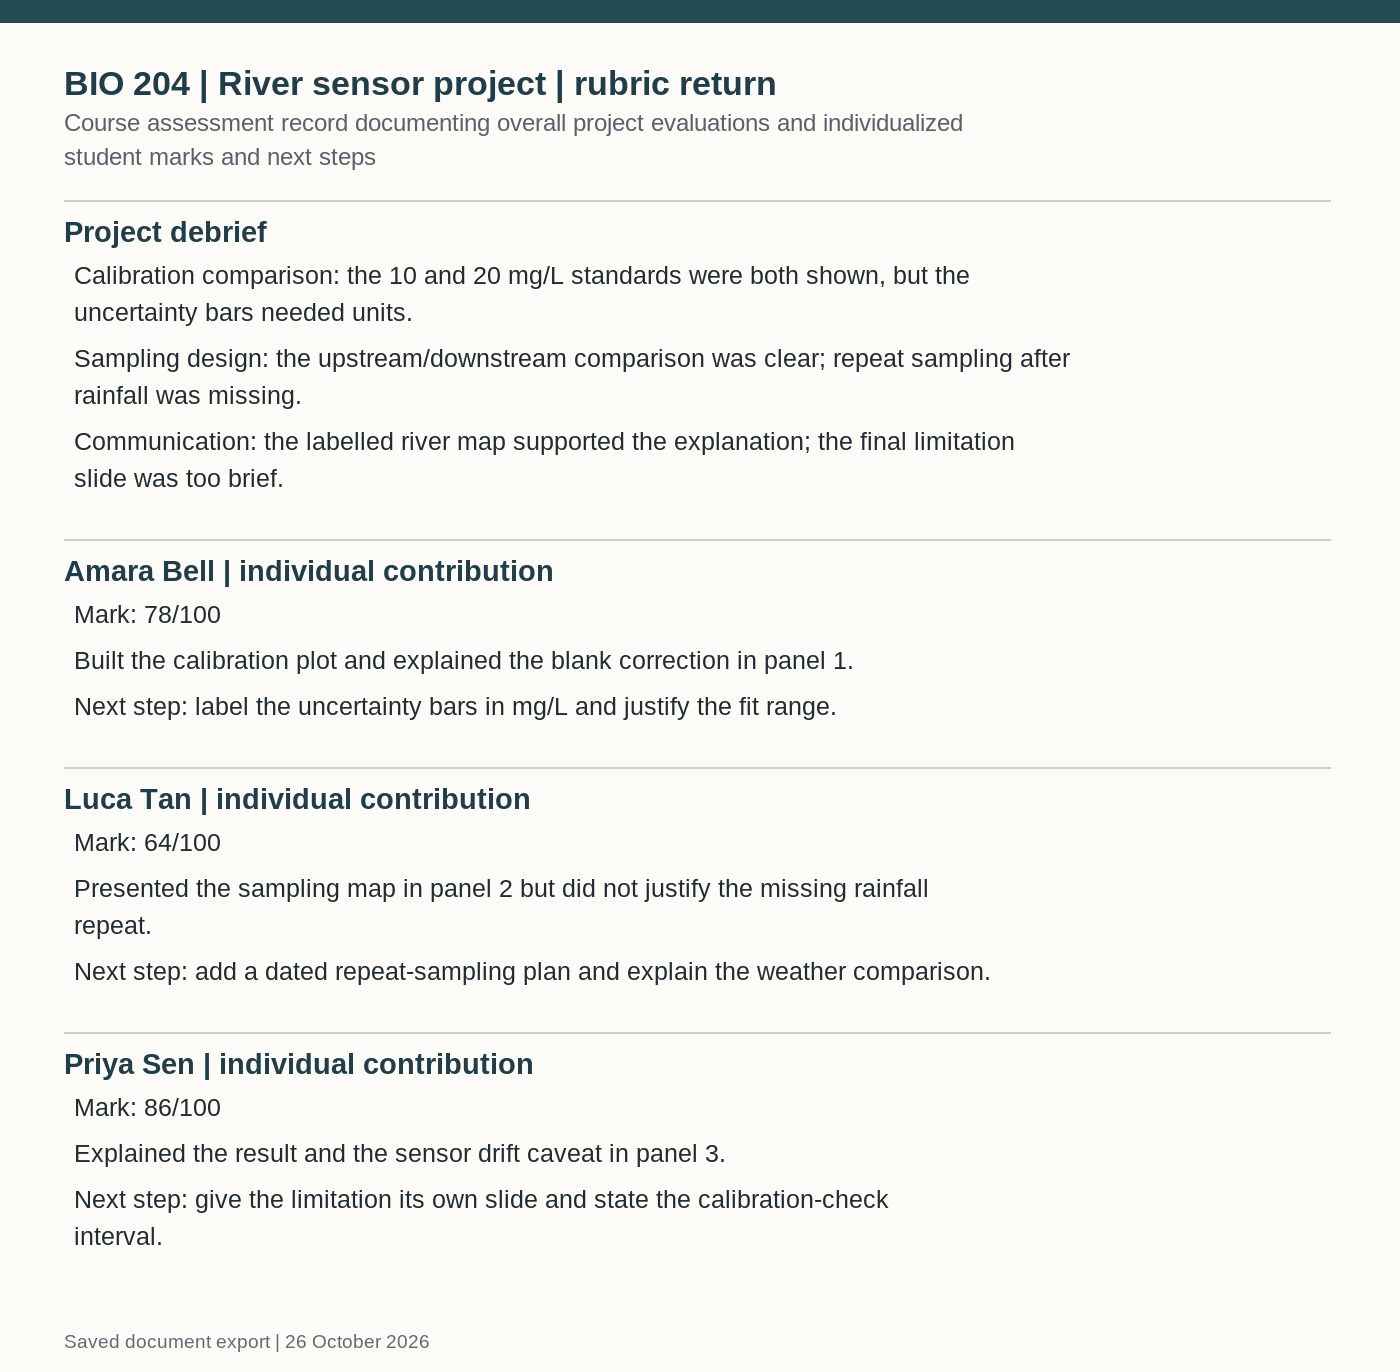 BIO 204 | River sensor project | rubric return
Course assessment record documenting overall project evaluations and individualized
student marks and next steps
Project debrief
Calibration comparison: the 10 and 20 mg/L standards were both shown, but the
uncertainty bars needed units.
Sampling design: the upstream/downstream comparison was clear; repeat sampling after
rainfall was missing.
Communication: the labelled river map supported the explanation; the final limitation
slide was too brief.
Amara Bell | individual contribution
Mark: 78/100
Built the calibration plot and explained the blank correction in panel 1.
Next step: label the uncertainty bars in mg/L and justify the fit range.
Luca Tan | individual contribution
Mark: 64/100
Presented the sampling map in panel 2 but did not justify the missing rainfall
repeat.
Next step: add a dated repeat-sampling plan and explain the weather comparison.
Priya Sen | individual contribution
Mark: 86/100
Explained the result and the sensor drift caveat in panel 3.
Next step: give the limitation its own slide and state the calibration-check
interval.
Saved document export | 26 October 2026